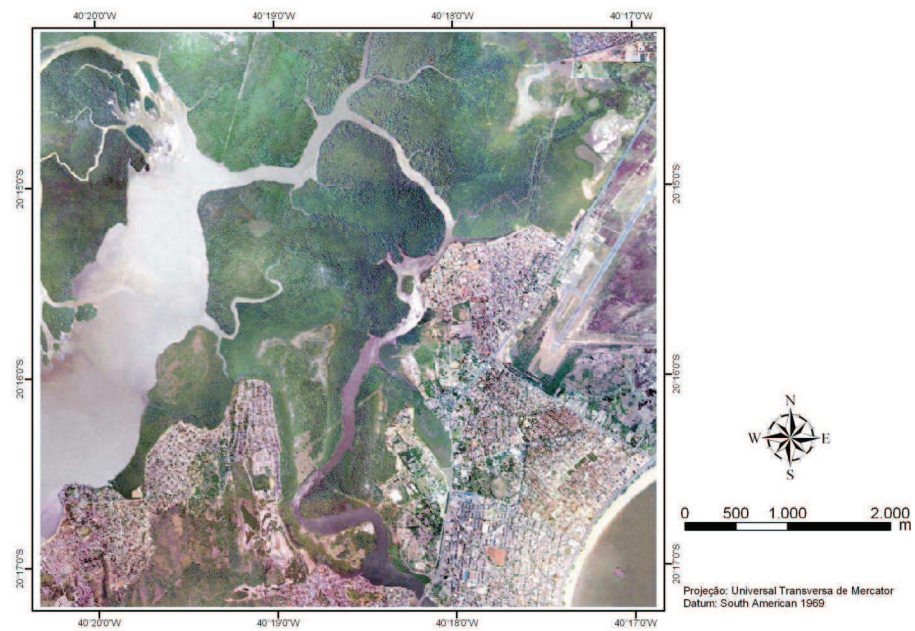 40°20'0"W 40°19'0"W 40°18'0"W 40°17'0"W
20°15'0"S 20°15'0"S
20°16'0"S 20°16'0"S
20°17'0"S 20°17'0"S
40°20'0"W 40°19'0"W 40°18'0"W 40°17'0"W
N
W E
S
0 500 1.000 2.000
m
Projeção: Universal Transversa de Mercator
Datum: South American 1969